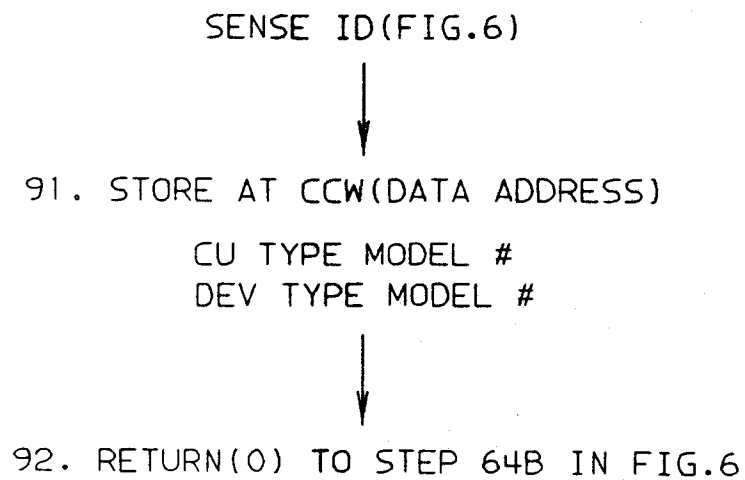 SENSE ID(FIG.6)
91. STORE AT CCW(DATA ADDRESS)
CU TYPE MODEL #
DEV TYPE MODEL #
92. RETURN(0) TO STEP 64B IN FIG.6